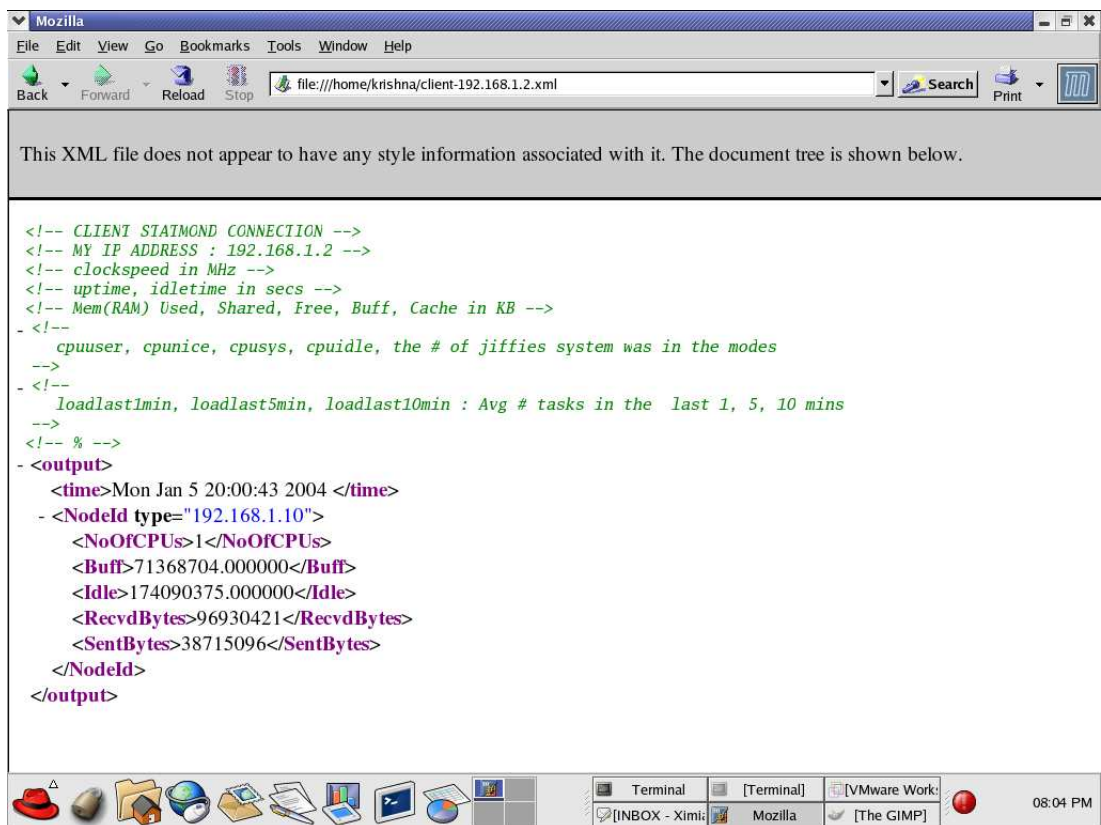 Mozilla
File Edit View Go Bookmarks Tools Window Help
Back Forward Reload Stop file:///home/krishna/client-192.168.1.2.xml Search Print
This XML file does not appear to have any style information associated with it. The document tree is shown below.
<!-- CLIENT STATMOND CONNECTION -->
<!-- MY IP ADDRESS : 192.168.1.2 -->
<!-- clockspeed in MHz -->
<!-- uptime, idletime in secs -->
<!-- Mem(RAM) Used, Shared, Free, Buff, Cache in KB -->
- <!--
cpuuser, cpunice, cpusys, cpuidle, the # of jiffies system was in the modes
-->
- <!--
loadlast1min, loadlast5min, loadlast10min : Avg # tasks in the  last 1, 5, 10 mins
-->
<!-- % -->
- <output>
<time>Mon Jan 5 20:00:43 2004 </time>
- <NodeId type="192.168.1.10">
<NoOfCPUs>1</NoOfCPUs>
<Buff>71368704.000000</Buff>
<Idle>174090375.000000</Idle>
<RecvdBytes>96930421</RecvdBytes>
<SentBytes>38715096</SentBytes>
</NodeId>
</output>
Terminal [Terminal] [VMware Work:
[INBOX - Ximia Mozilla [The GIMP]
08:04 PM